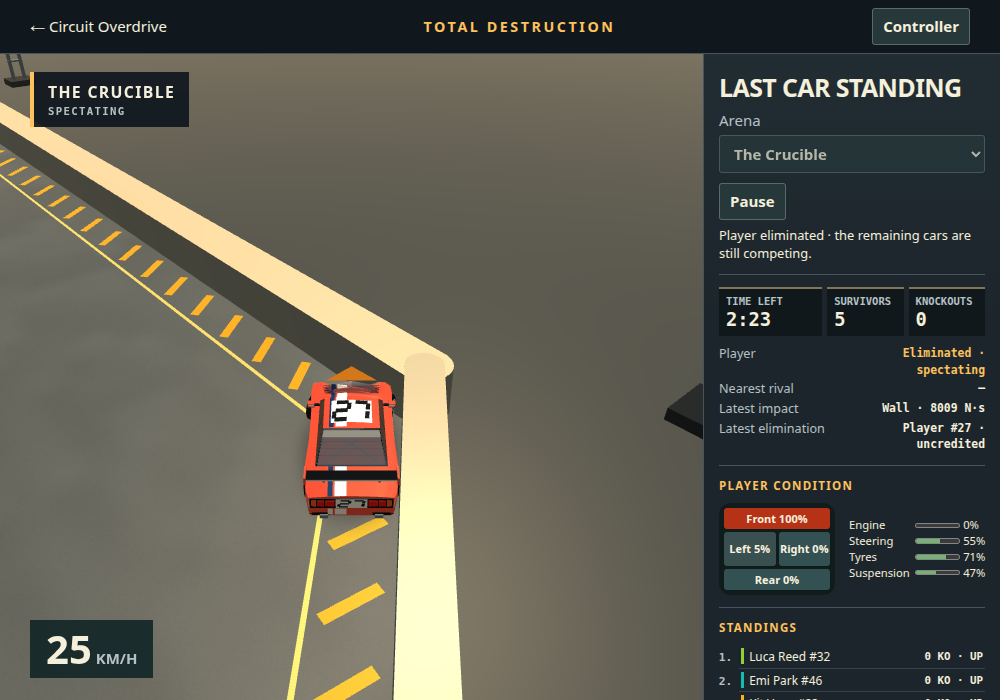 ← Circuit Overdrive
TOTAL DESTRUCTION
Controller
THE CRUCIBLE
SPECTATING
27
27
25 KM/H
LAST CAR STANDING
Arena
The Crucible
Pause
Player eliminated · the remaining cars are
still competing.
TIME LEFT
2:23
SURVIVORS
5
KNOCKOUTS
0
Player Eliminated ·
spectating
Nearest rival –
Latest impact Wall · 8009 N·s
Latest elimination Player #27 ·
uncredited
PLAYER CONDITION
Front 100%
Left 5% Right 0%
Rear 0%
Engine 0%
Steering 55%
Tyres 71%
Suspension 47%
STANDINGS
1. Luca Reed #32 0 KO · UP
2. Emi Park #46 0 KO · UP